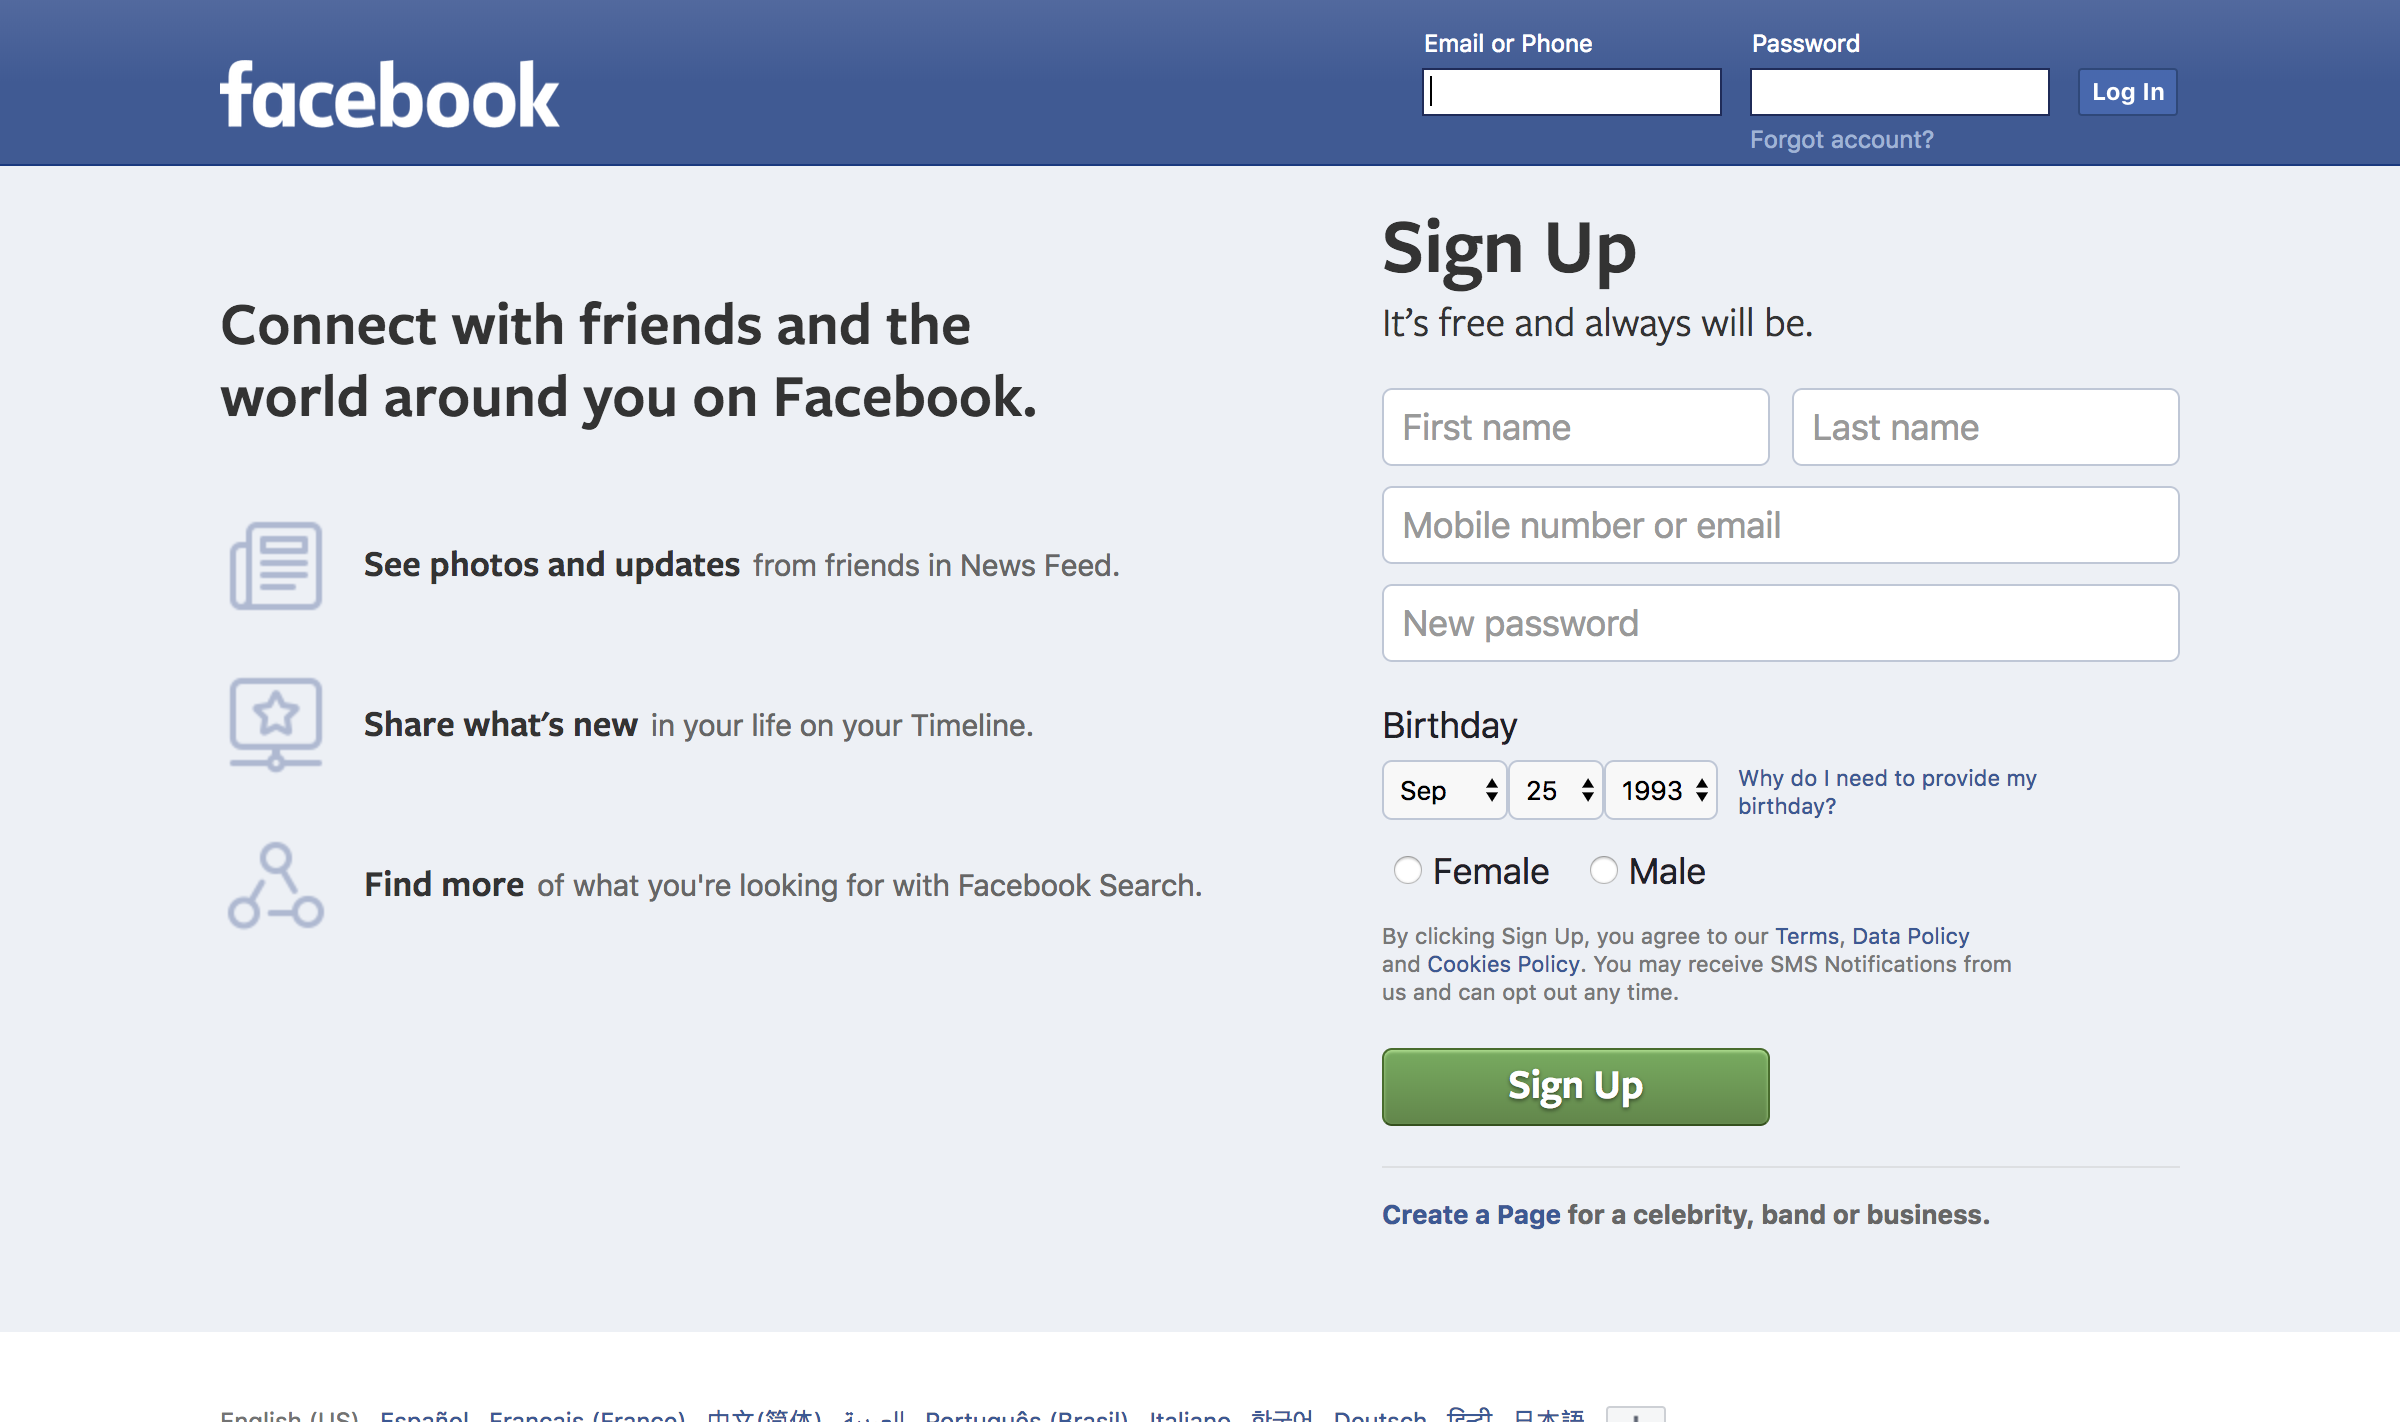 facebook
Email or Phone
Password
Log In
Forgot account?
Connect with friends and the
world around you on Facebook.
See photos and updates from friends in News Feed.
Share what's new in your life on your Timeline.
Find more of what you're looking for with Facebook Search.
Sign Up
It’s free and always will be.
First name
Last name
Mobile number or email
New password
Birthday
Sep
25
1993
Why do I need to provide my
birthday?
Female
Male
By clicking Sign Up, you agree to our Terms, Data Policy
and Cookies Policy. You may receive SMS Notifications from
us and can opt out any time.
Sign Up
Create a Page for a celebrity, band or business.
English (US) Español Français (France) 中文(简体) العربية Português (Brasil) Italiano 한국어 Deutsch हिन्दी 日本語